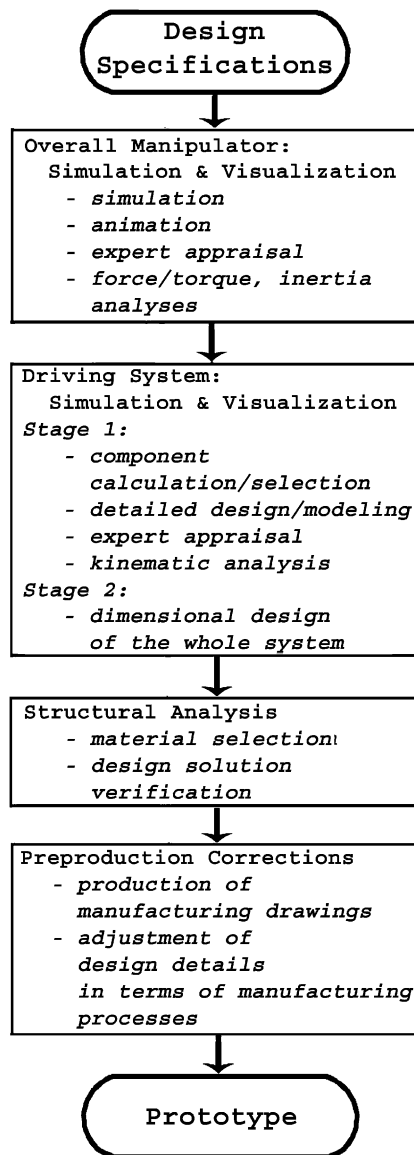 Design
Specifications
Overall Manipulator:
Simulation & Visualization
- simulation
- animation
- expert appraisal
- force/torque, inertia
analyses
Driving System:
Simulation & Visualization
Stage 1:
- component
calculation/selection
- detailed design/modeling
- expert appraisal
- kinematic analysis
Stage 2:
- dimensional design
of the whole system
Structural Analysis
- material selection
- design solution
verification
Preproduction Corrections
- production of
manufacturing drawings
- adjustment of
design details
in terms of manufacturing
processes
Prototype